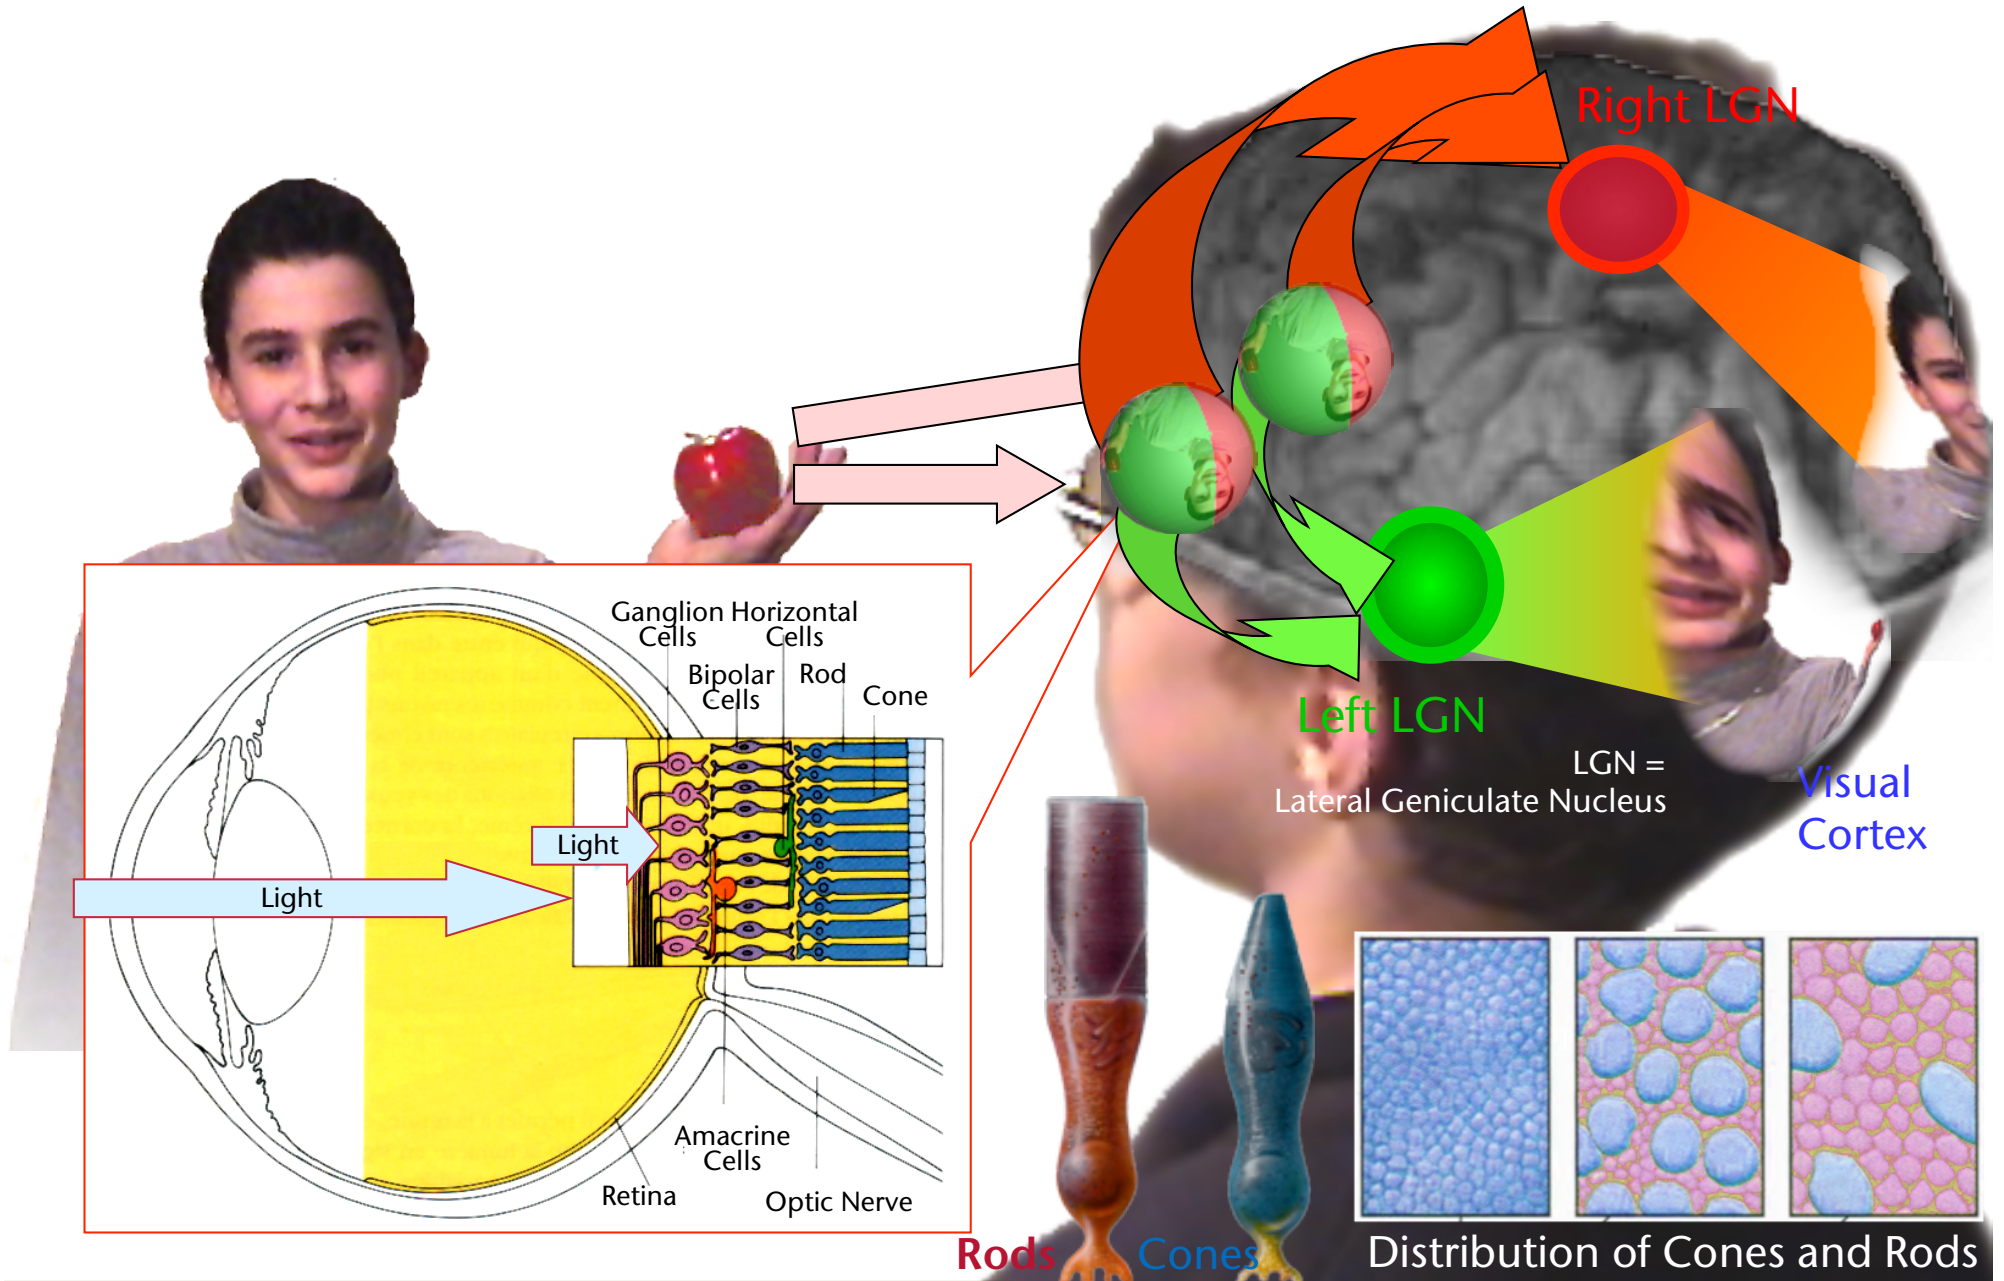 Right LGN
Ganglion
Cells
Horizontal
Cells
Bipolar
Cells
Rod
Cone
Light
Light
Amacrine
Cells
Retina
Optic Nerve
Left LGN
LGN =
Lateral Geniculate Nucleus
Visual
Cortex
Rods
Cones
Distribution of Cones and Rods